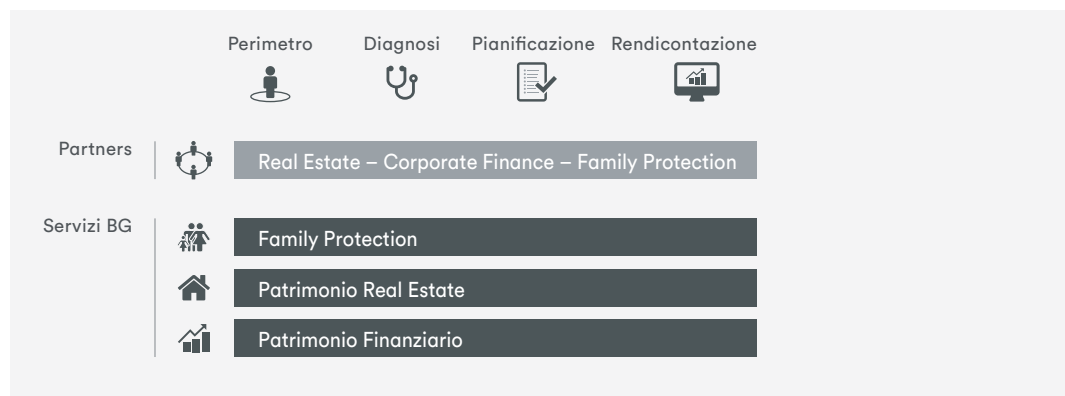 Perimetro Diagnosi Pianificazione Rendicontazione
Partners
Real Estate – Corporate Finance – Family Protection
Servizi BG
Family Protection
Patrimonio Real Estate
Patrimonio Finanziario